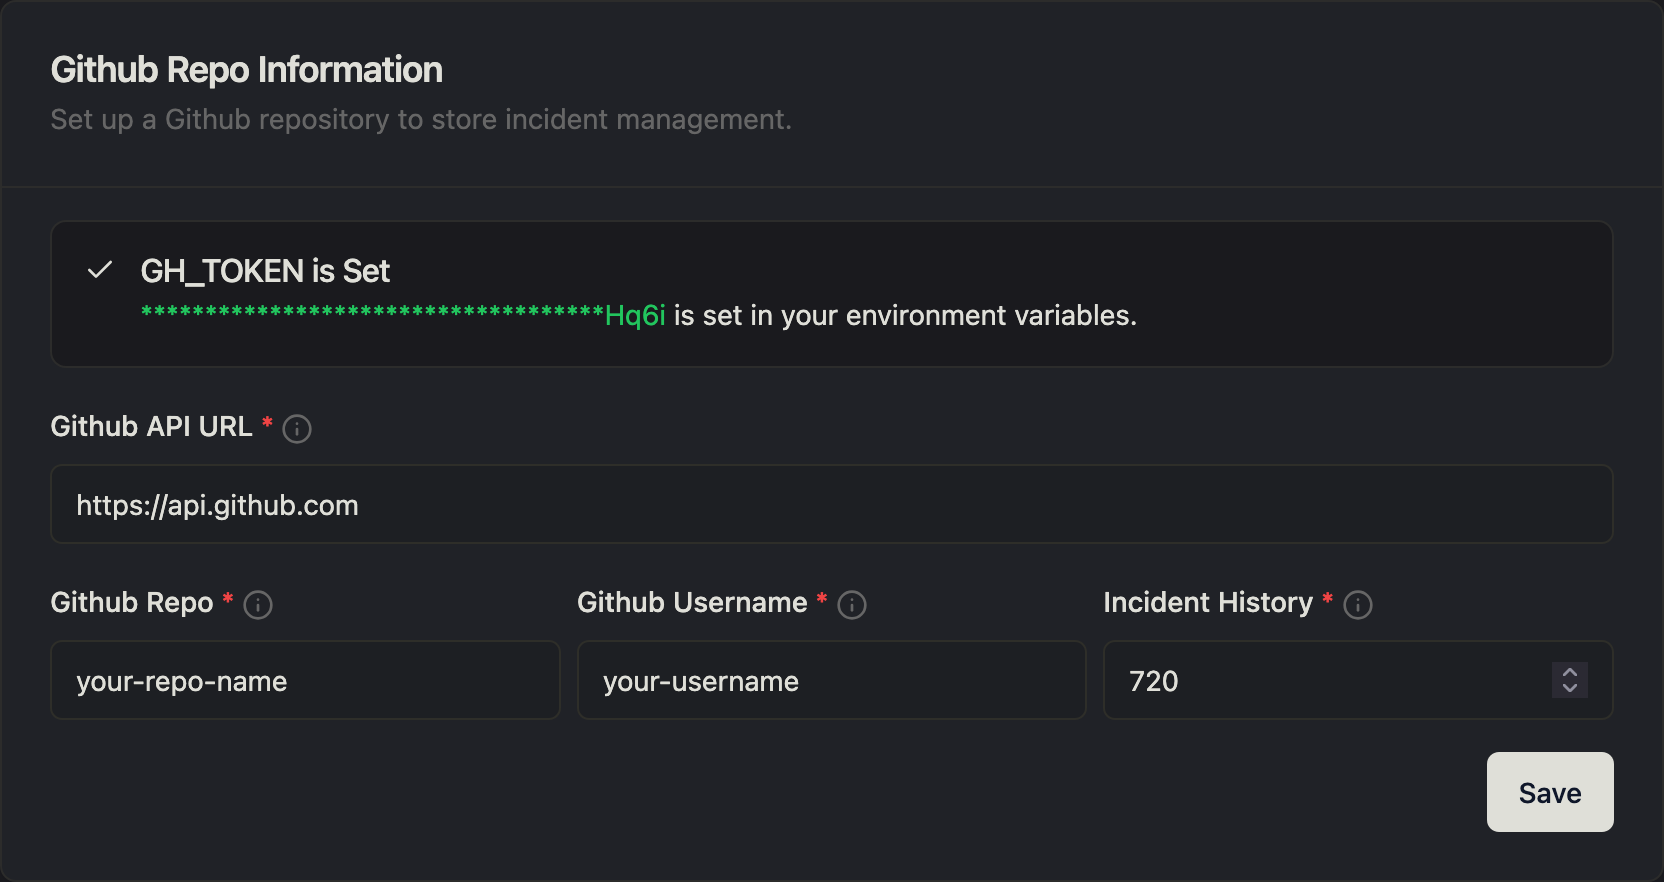 Github Repo Information
Set up a Github repository to store incident management.
GH_TOKEN is Set
************************************Hq6i is set in your environment variables.
Github API URL *
https://api.github.com
Github Repo * Github Username * Incident History *
your-repo-name your-username 720
Save